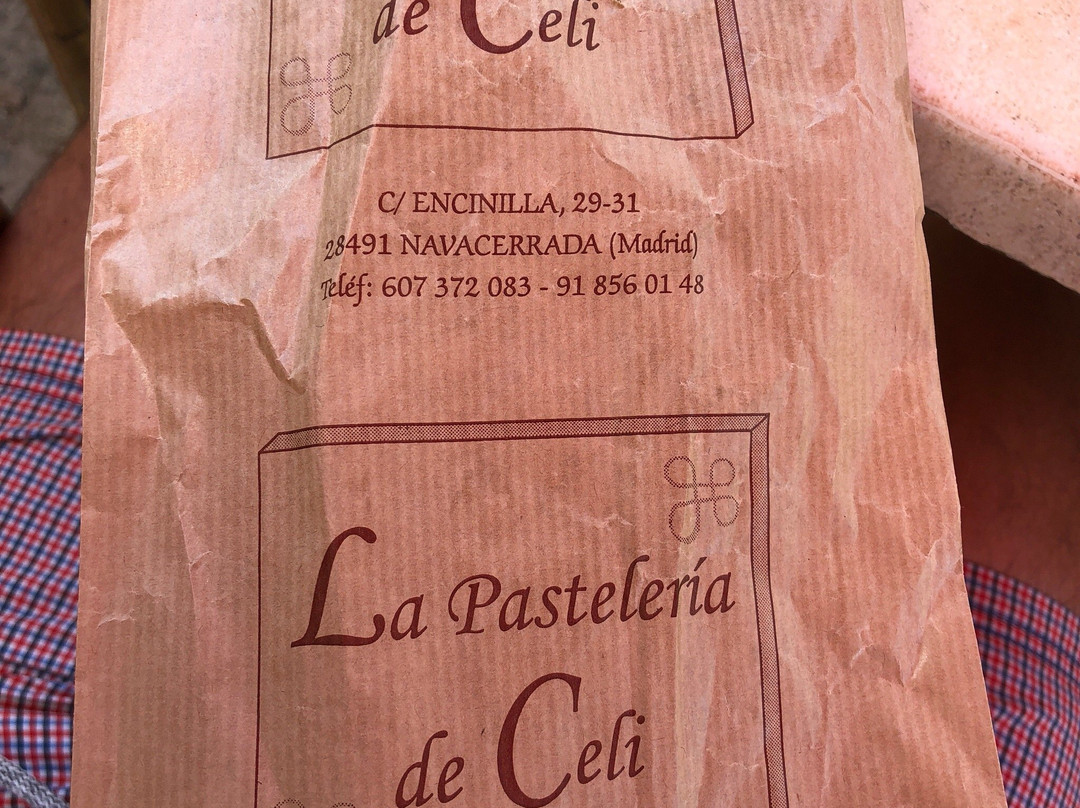 de Celi
C/ ENCINILLA, 29-31
28491 NAVACERRADA (Madrid)
Teléf: 607 372 083 - 91 856 01 48
La Pastelería
de Celi